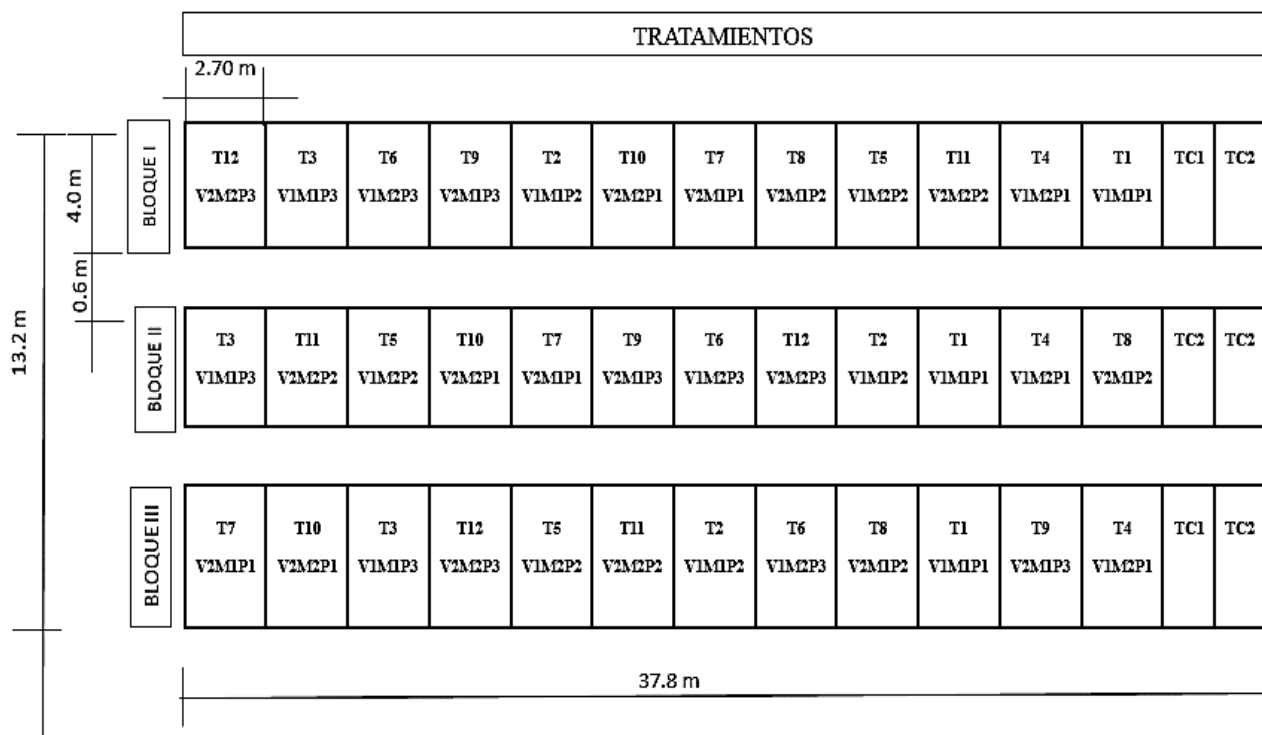 TRATAMIENTOS
2.70 m
BLOQUE I
T12 T3 T6 T9 T2 T10 T7 T8 T5 T11 T4 T1 TC1 TC2
V2M2P3 V1M1P3 V1M2P3 V2M1P3 V1M1P2 V2M2P1 V2M1P1 V2M1P2 V1M2P2 V2M2P2 V1M2P1 V1M1P1
4.0 m
0.6 m
13.2 m
BLOQUE II
T3 T11 T5 T10 T7 T9 T6 T12 T2 T1 T4 T8 TC2 TC2
V1M1P3 V2M2P2 V1M2P2 V2M2P1 V2M1P1 V2M1P3 V1M2P3 V2M2P3 V1M1P2 V1M1P1 V1M2P1 V2M1P2
BLOQUE III
T7 T10 T3 T12 T5 T11 T2 T6 T8 T1 T9 T4 TC1 TC2
V2M1P1 V2M2P1 V1M1P3 V2M2P3 V1M2P2 V2M2P2 V1M1P2 V1M2P3 V2M1P2 V1M1P1 V2M1P3 V1M2P1
37.8 m